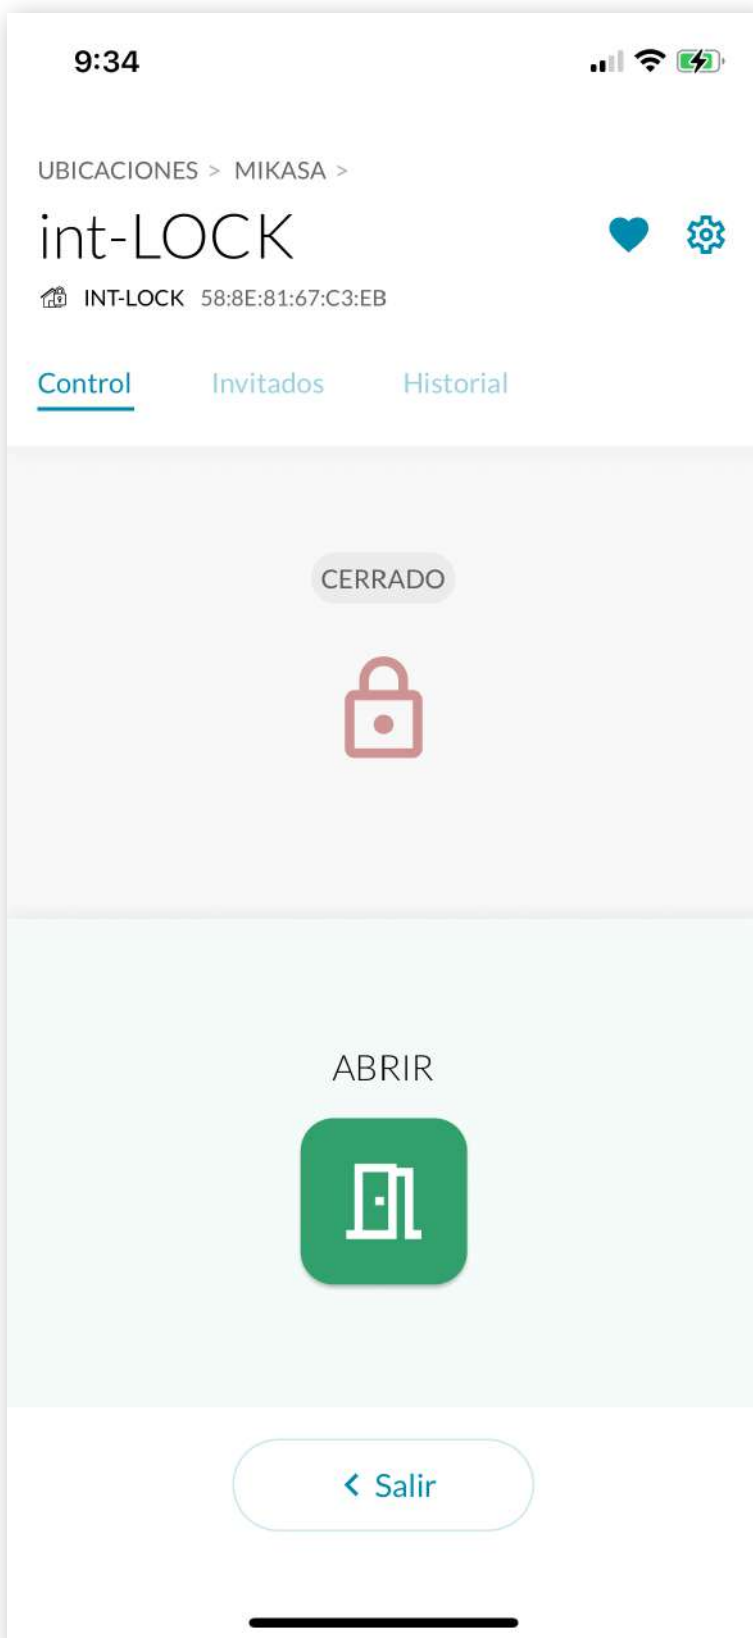 9:34
UBICACIONES > MIKASA >
int-LOCK
INT-LOCK 58:8E:81:67:C3:EB
Control Invitados Historial
CERRADO
ABRIR
< Salir